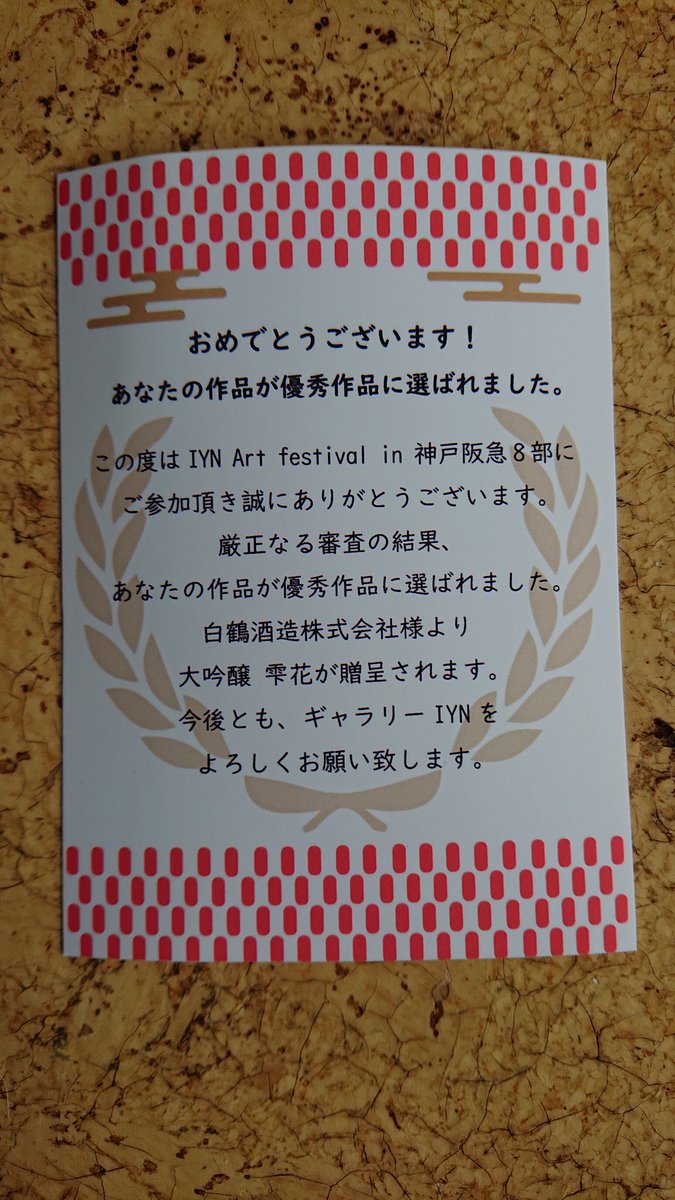 おめでとうございます！
あなたの作品が優秀作品に選ばれました。
この度は IYN Art festival in 神戸阪急８部に
ご参加頂き誠にありがとうございます。
厳正なる審査の結果、
あなたの作品が優秀作品に選ばれました。
白鶴酒造株式会社様より
大吟醸 雫花が贈呈されます。
今後とも、ギャラリー IYN を
よろしくお願い致します。